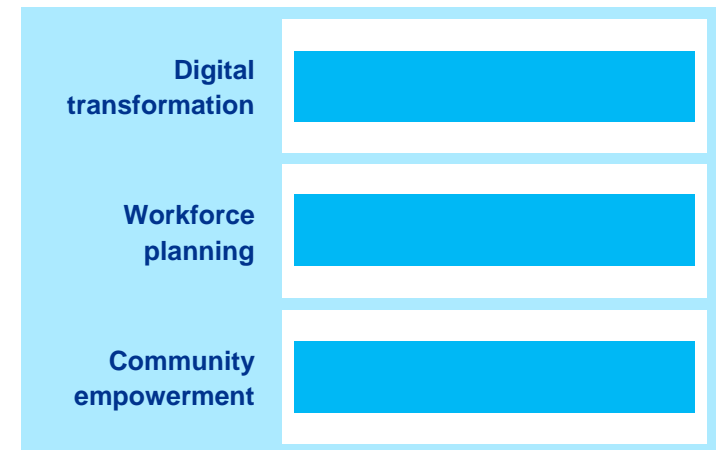 Digital
transformation
Workforce
planning
Community
empowerment